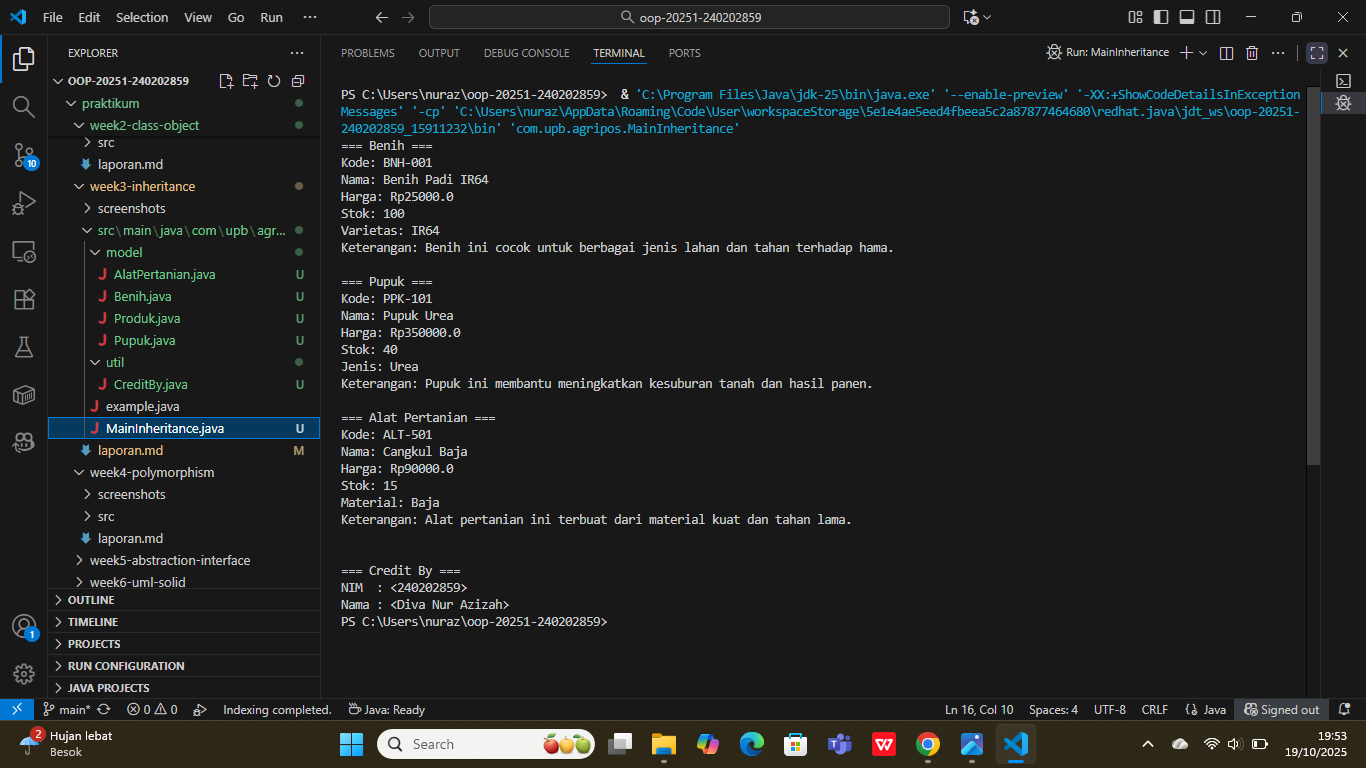 File Edit Selection View Go Run ···
oop-20251-240202859
EXPLORER
OOP-20251-240202859
praktikum
week2-class-object
src
laporan.md
week3-inheritance
screenshots
src\main\java\com\upb\agr...
model
J AlatPertanian.java U
J Benih.java U
J Produk.java U
J Pupuk.java U
util
J CreditBy.java U
J example.java
J MainInheritance.java U
laporan.md M
week4-polymorphism
screenshots
src
laporan.md
week5-abstraction-interface
week6-uml-solid
OUTLINE
TIMELINE
PROJECTS
RUN CONFIGURATION
JAVA PROJECTS
10
1
PROBLEMS OUTPUT DEBUG CONSOLE TERMINAL PORTS
Run: MainInheritance
PS C:\Users\nuraz\oop-20251-240202859> & 'C:\Program Files\Java\jdk-25\bin\java.exe' '--enable-preview' '-XX:+ShowCodeDetailsInException
Messages' '-cp' 'C:\Users\nuraz\AppData\Roaming\Code\User\workspaceStorage\5e1e4ae5eed4fbeea5c2a87877464680\redhat.java\jdt_ws\oop-20251-
240202859_15911232\bin' 'com.upb.agripos.MainInheritance'
=== Benih ===
Kode: BNH-001
Nama: Benih Padi IR64
Harga: Rp25000.0
Stok: 100
Varietas: IR64
Keterangan: Benih ini cocok untuk berbagai jenis lahan dan tahan terhadap hama.
=== Pupuk ===
Kode: PPK-101
Nama: Pupuk Urea
Harga: Rp350000.0
Stok: 40
Jenis: Urea
Keterangan: Pupuk ini membantu meningkatkan kesuburan tanah dan hasil panen.
=== Alat Pertanian ===
Kode: ALT-501
Nama: Cangkul Baja
Harga: Rp90000.0
Stok: 15
Material: Baja
Keterangan: Alat pertanian ini terbuat dari material kuat dan tahan lama.
=== Credit By ===
NIM  : <240202859>
Nama : <Diva Nur Azizah>
PS C:\Users\nuraz\oop-20251-240202859>
main* 0 0 Indexing completed. Java: Ready
Ln 16, Col 10 Spaces: 4 UTF-8 CRLF {} Java Signed out
2
Hujan lebat
Besok
Search
19:53
19/10/2025